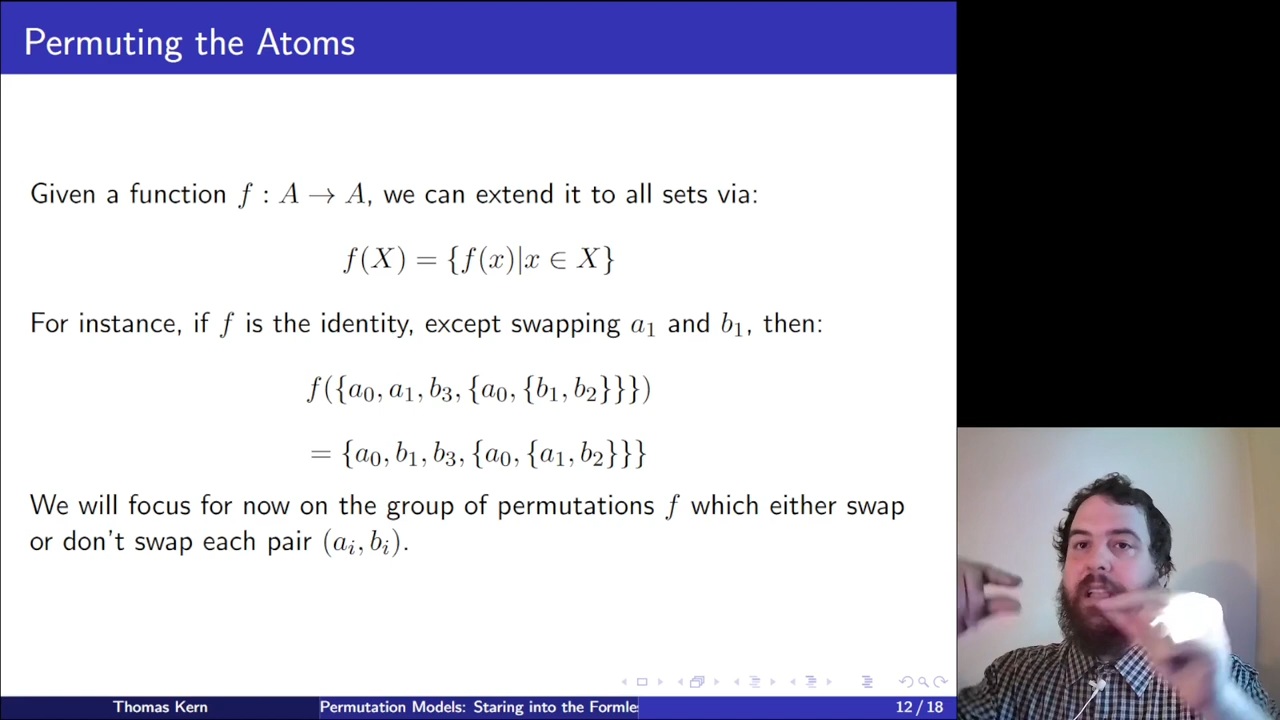 Permuting the Atoms
Given a function f : A → A, we can extend it to all sets via:
f(X) = {f(x)|x ∈ X}
For instance, if f is the identity, except swapping a₁ and b₁, then:
f({a₀, a₁, b₃, {a₀, {b₁, b₂}}})
= {a₀, b₁, b₃, {a₀, {a₁, b₂}}}
We will focus for now on the group of permutations f which either swap
or don't swap each pair (aᵢ, bᵢ).
Thomas Kern
Permutation Models: Staring into the Formle
12 / 18